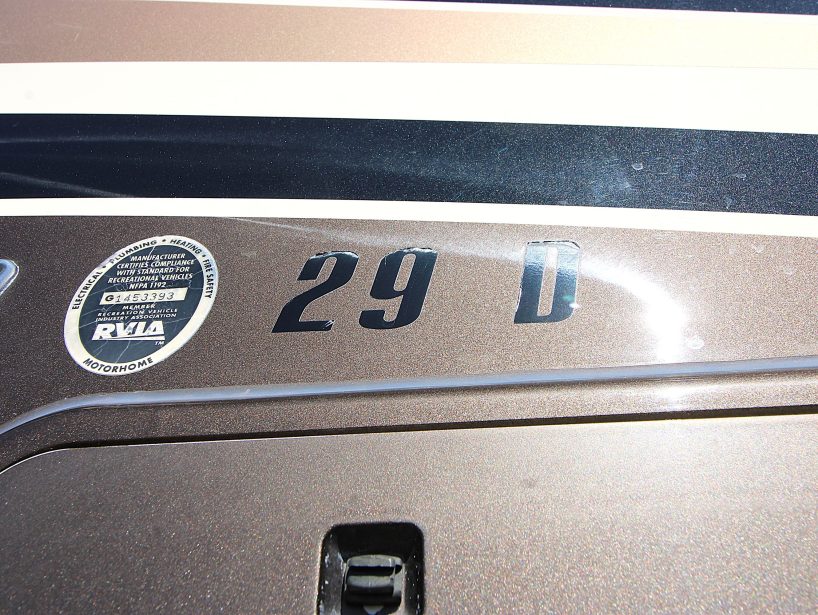 ELECTRICAL • PLUMBING • HEATING • FIRE SAFETY
MANUFACTURER
CERTIFIES COMPLIANCE
WITH STANDARD FOR
RECREATIONAL VEHICLES
NFPA 1192
G1453393
MEMBER
RECREATION VEHICLE
INDUSTRY ASSOCIATION
RVIA
TM
MOTORHOME
29 D